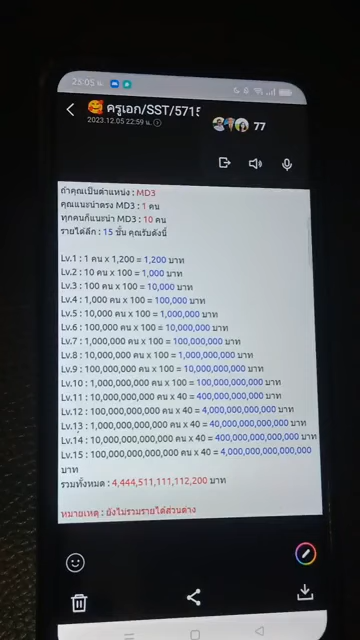 23:05 น.
ครูเอก/SST/5715
2023.12.05 22:59 น.
77
ถ้าคุณเป็นตำแหน่ง : MD3
คุณแนะนำตรง MD3 : 1 คน
ทุกคนก็แนะนำ MD3 : 10 คน
รายได้ลึก : 15 ชั้น คุณรับดังนี้
Lv.1 : 1 คน x 1,200 = 1,200 บาท
Lv.2 : 10 คน x 100 = 1,000 บาท
Lv.3 : 100 คน x 100 = 10,000 บาท
Lv.4 : 1,000 คน x 100 = 100,000 บาท
Lv.5 : 10,000 คน x 100 = 1,000,000 บาท
Lv.6 : 100,000 คน x 100 = 10,000,000 บาท
Lv.7 : 1,000,000 คน x 100 = 100,000,000 บาท
Lv.8 : 10,000,000 คน x 100 = 1,000,000,000 บาท
Lv.9 : 100,000,000 คน x 100 = 10,000,000,000 บาท
Lv.10 : 1,000,000,000 คน x 100 = 100,000,000,000 บาท
Lv.11 : 10,000,000,000 คน x 40 = 400,000,000,000 บาท
Lv.12 : 100,000,000,000 คน x 40 = 4,000,000,000,000 บาท
Lv.13 : 1,000,000,000,000 คน x 40 = 40,000,000,000,000 บาท
Lv.14 : 10,000,000,000,000 คน x 40 = 400,000,000,000,000 บาท
Lv.15 : 100,000,000,000,000 คน x 40 = 4,000,000,000,000,000
บาท
รวมทั้งหมด : 4,444,511,111,112,200 บาท
หมายเหตุ : ยังไม่รวมรายได้ส่วนต่าง